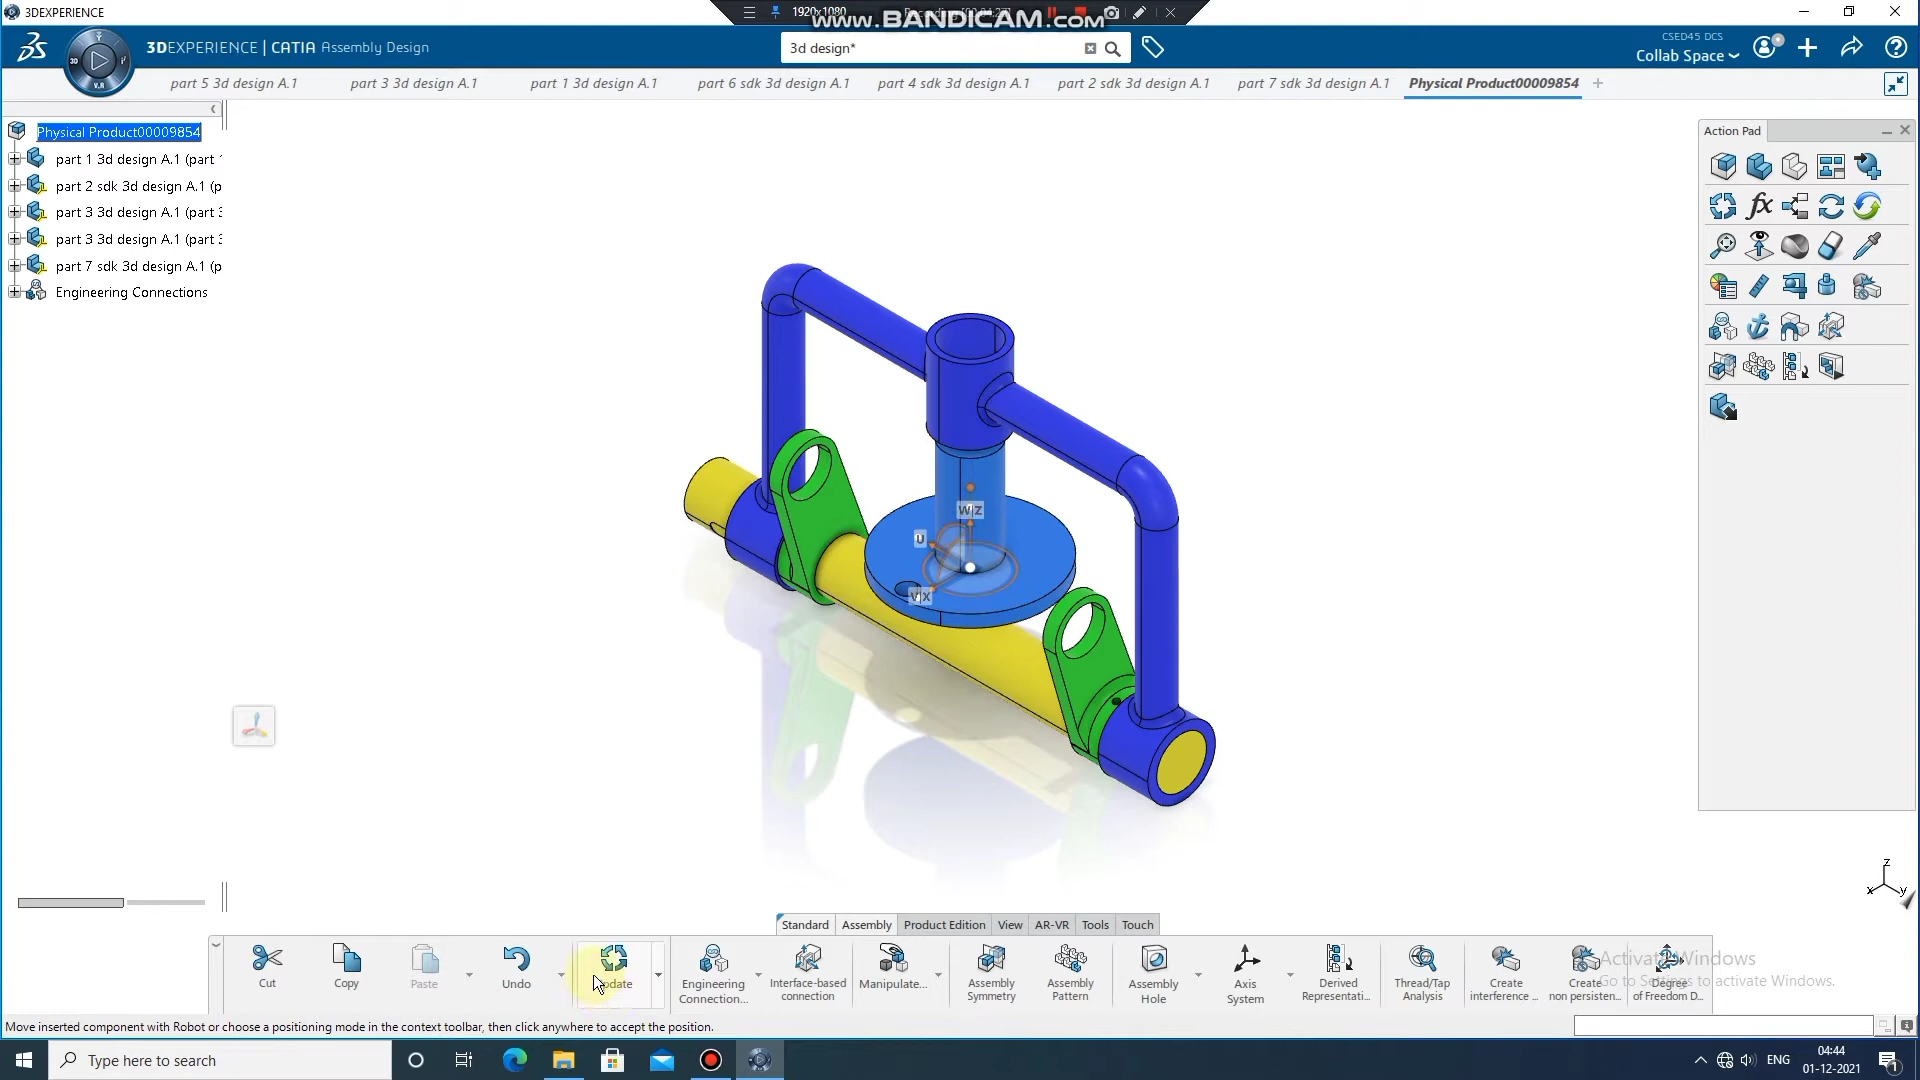 3DEXPERIENCE
1920x1080
www.BANDICAM.com
3DEXPERIENCE | CATIA Assembly Design
3d design*
CSED45 DCS
Collab Space
part 5 3d design A.1
part 3 3d design A.1
part 1 3d design A.1
part 6 sdk 3d design A.1
part 4 sdk 3d design A.1
part 2 sdk 3d design A.1
part 7 sdk 3d design A.1
Physical Product00009854
Physical Product00009854
part 1 3d design A.1 (part
part 2 sdk 3d design A.1 (p
part 3 3d design A.1 (part
part 3 3d design A.1 (part
part 7 sdk 3d design A.1 (p
Engineering Connections
Action Pad
fx
W|Z
U
V|X
z
x
y
Standard
Assembly
Product Edition
View
AR-VR
Tools
Touch
Cut
Copy
Paste
Undo
Engineering
Connection...
Interface-based
connection
Manipulate...
Assembly
Symmetry
Assembly
Pattern
Assembly
Hole
Axis
System
Derived
Representati...
Thread/Tap
Analysis
Create
interference ...
Create
non persisten...
Degree
of Freedom D...
Activate Windows
Go to Settings to activate Windows.
Move inserted component with Robot or choose a positioning mode in the context toolbar, then click anywhere to accept the position.
Type here to search
ENG
04:44
01-12-2021